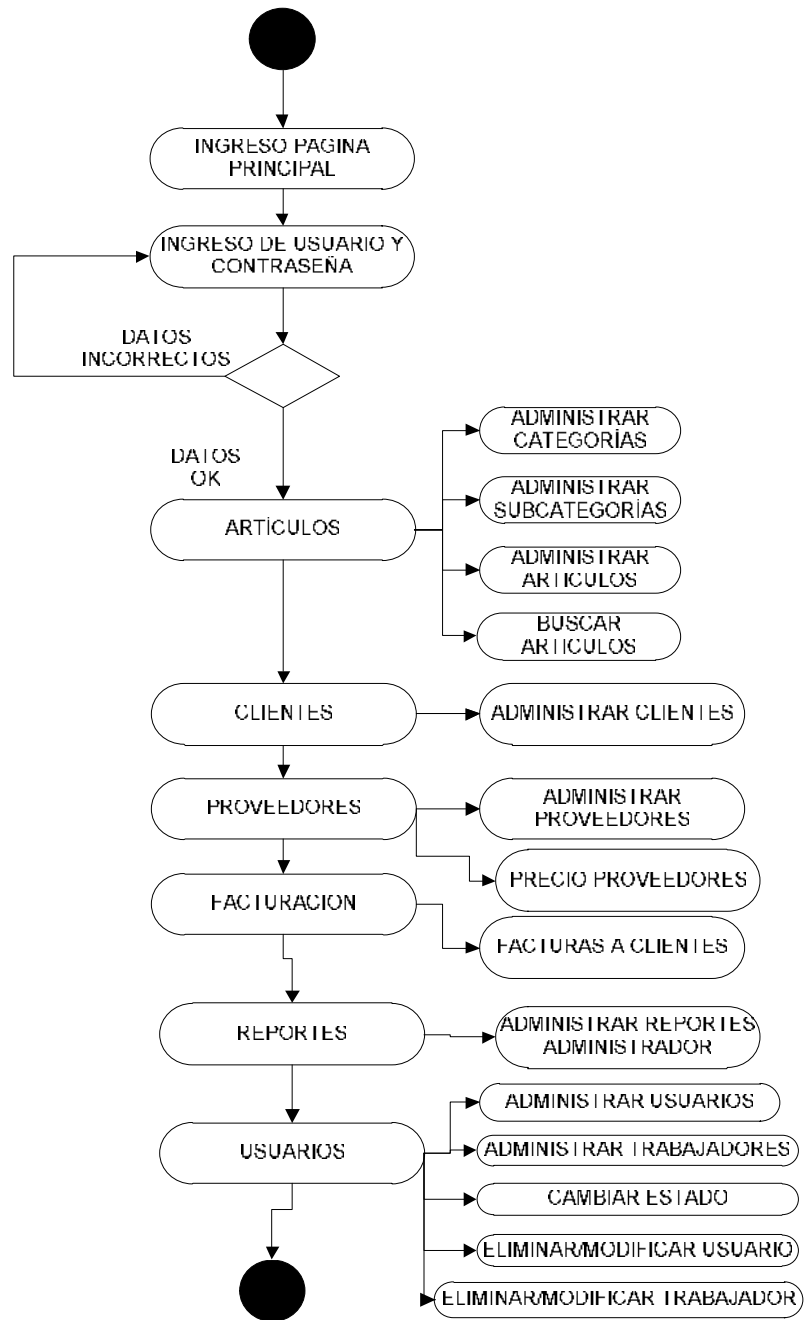 INGRESO PAGINA
PRINCIPAL
INGRESO DE USUARIO Y
CONTRASEÑA
DATOS
INCORRECTOS
DATOS
OK
ARTÍCULOS
ADMINISTRAR
CATEGORÍAS
ADMINISTRAR
SUBCATEGORÍAS
ADMINISTRAR
ARTICULOS
BUSCAR
ARTICULOS
CLIENTES
ADMINISTRAR CLIENTES
PROVEEDORES
ADMINISTRAR
PROVEEDORES
PRECIO PROVEEDORES
FACTURACION
FACTURAS A CLIENTES
REPORTES
ADMINISTRAR REPORTES
ADMINISTRADOR
USUARIOS
ADMINISTRAR USUARIOS
ADMINISTRAR TRABAJADORES
CAMBIAR ESTADO
ELIMINAR/MODIFICAR USUARIO
ELIMINAR/MODIFICAR TRABAJADOR